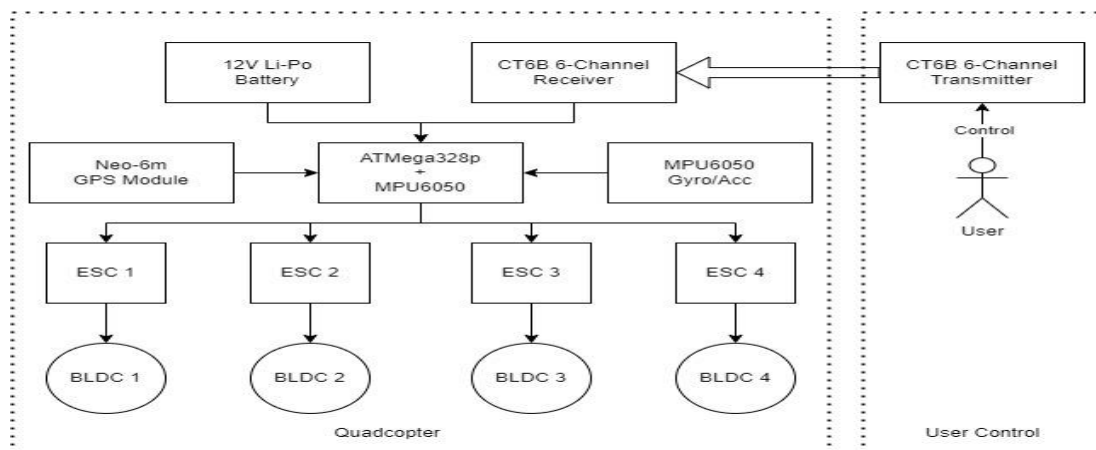 12V Li-Po
Battery
CT6B 6-Channel
Receiver
CT6B 6-Channel
Transmitter
Control
User
Neo-6m
GPS Module
ATMega328p
+
MPU6050
MPU6050
Gyro/Acc
ESC 1
ESC 2
ESC 3
ESC 4
BLDC 1
BLDC 2
BLDC 3
BLDC 4
Quadcopter
User Control